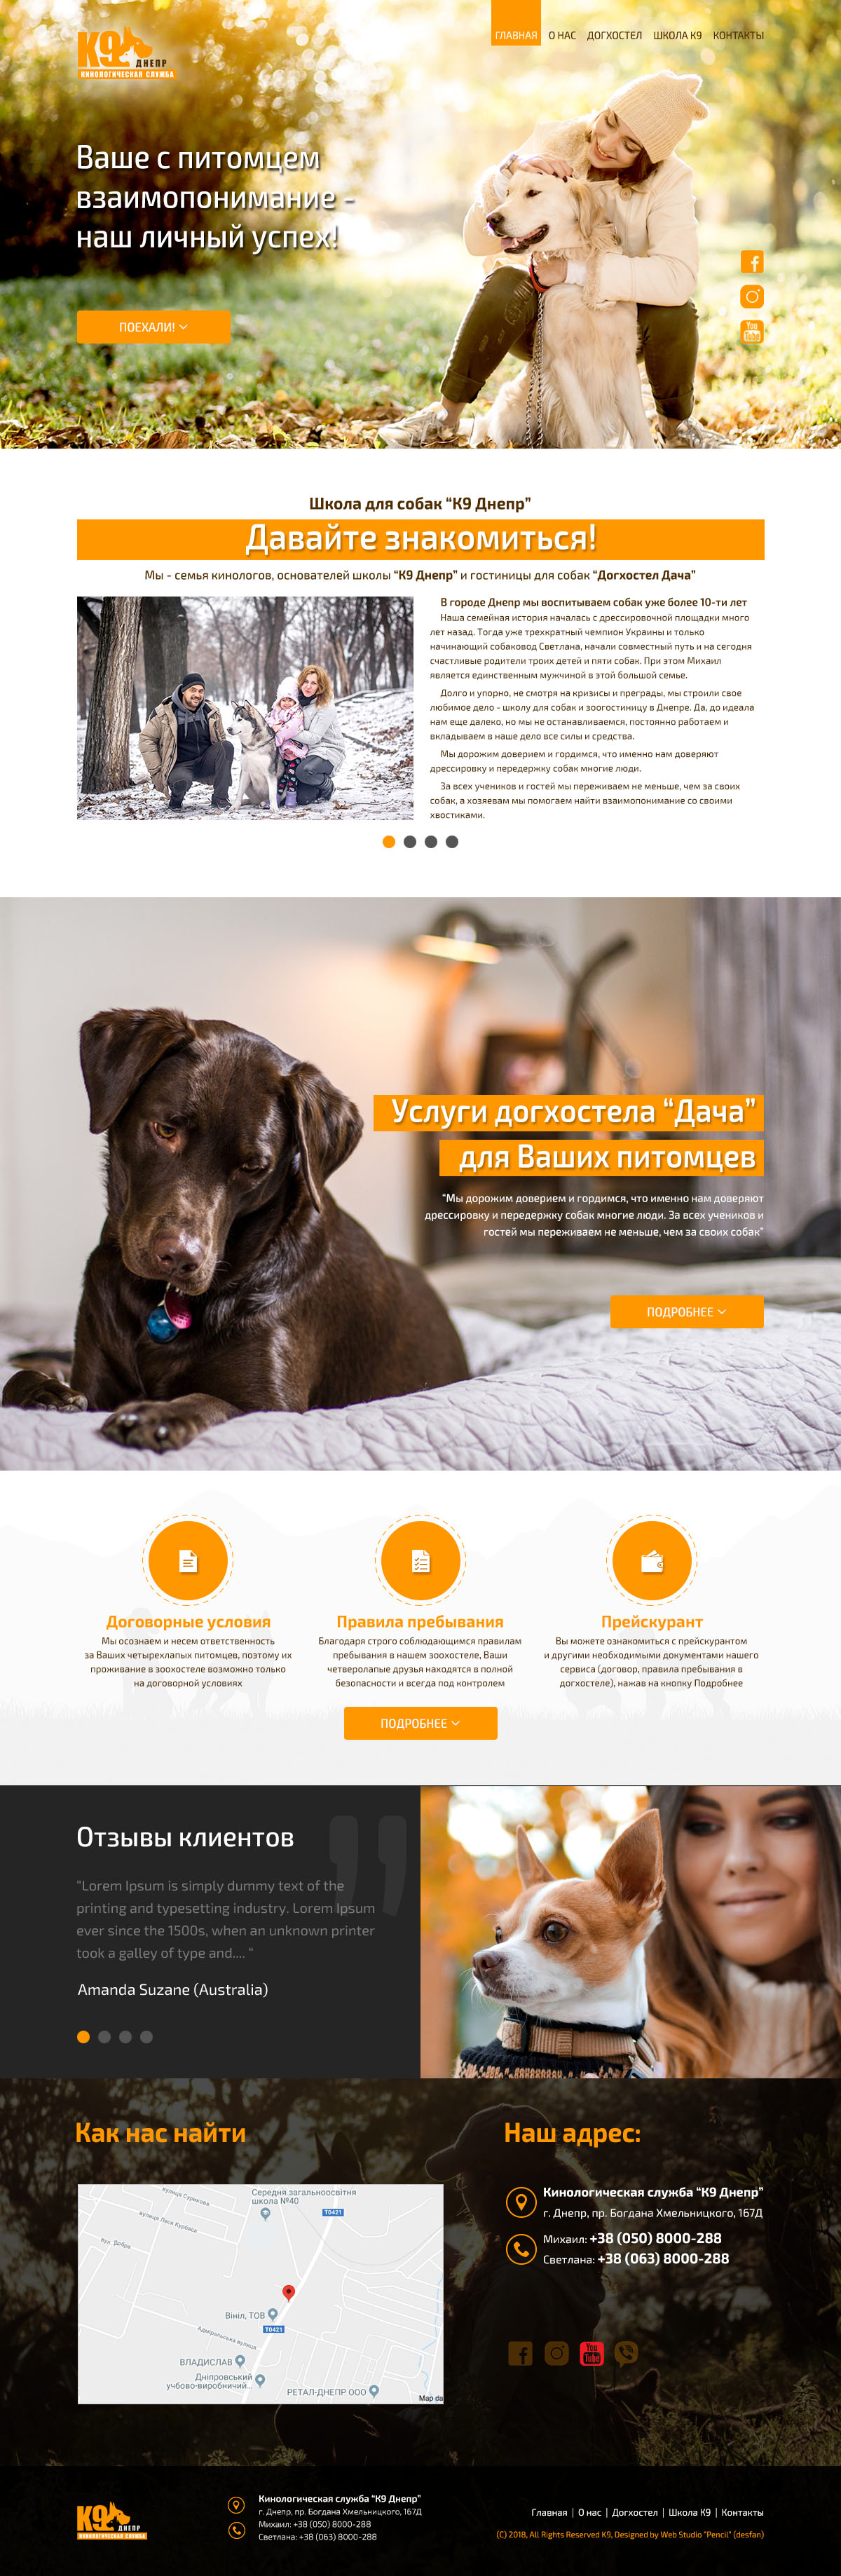 K9
ДНЕПР
КИНОЛОГИЧЕСКАЯ СЛУЖБА
ГЛАВНАЯ О НАС ДОГХОСТЕЛ ШКОЛА К9 КОНТАКТЫ
Ваше с питомцем
взаимопонимание -
наш личный успех!
ПОЕХАЛИ!
You
Tube
Школа для собак “К9 Днепр”
Давайте знакомиться!
Мы - семья кинологов, основателей школы “К9 Днепр” и гостиницы для собак “Догхостел Дача”
В городе Днепр мы воспитываем собак уже более 10-ти лет
Наша семейная история началась с дрессировочной площадки много
лет назад. Тогда уже трехкратный чемпион Украины и только
начинающий собаковод Светлана, начали совместный путь и на сегодня
счастливые родители троих детей и пяти собак. При этом Михаил
является единственным мужчиной в этой большой семье.
Долго и упорно, не смотря на кризисы и преграды, мы строили свое
любимое дело - школу для собак и зоогостиницу в Днепре. Да, до идеала
нам еще далеко, но мы не останавливаемся, постоянно работаем и
вкладываем в наше дело все силы и средства.
Мы дорожим доверием и гордимся, что именно нам доверяют
дрессировку и передержку собак многие люди.
За всех учеников и гостей мы переживаем не меньше, чем за своих
собак, а хозяевам мы помогаем найти взаимопонимание со своими
хвостиками.
Услуги догхостела “Дача”
для Ваших питомцев
“Мы дорожим доверием и гордимся, что именно нам доверяют
дрессировку и передержку собак многие люди. За всех учеников и
гостей мы переживаем не меньше, чем за своих собак”
ПОДРОБНЕЕ
Договорные условия
Мы осознаем и несем ответственность
за Ваших четырехлапых питомцев, поэтому их
проживание в зоохостеле возможно только
на договорной условиях
Правила пребывания
Благодаря строго соблюдающимся правилам
пребывания в нашем зоохостеле, Ваши
четверолапые друзья находятся в полной
безопасности и всегда под контролем
Прейскурант
Вы можете ознакомиться с прейскурантом
и другими необходимыми документами нашего
сервиса (договор, правила пребывания в
догхостеле), нажав на кнопку Подробнее
ПОДРОБНЕЕ
Отзывы клиентов
“Lorem Ipsum is simply dummy text of the
printing and typesetting industry. Lorem Ipsum
ever since the 1500s, when an unknown printer
took a galley of type and.... “
Amanda Suzane (Australia)
Как нас найти
улиця Сурикова
Середня загальноосвітня
школа №40
Т0421
улиця Леся Курбаса
вул. Добра
Вініл, ТОВ
Т0421
Адміральська улиця
ВЛАДИСЛАВ
Дніпровський
учбово-виробничий...
РЕТАЛ-ДНЕПР ООО
Map da
Наш адрес:
Кинологическая служба “К9 Днепр”
г. Днепр, пр. Богдана Хмельницкого, 167Д
Михаил: +38 (050) 8000-288
Светлана: +38 (063) 8000-288
You
Tube
K9
ДНЕПР
КИНОЛОГИЧЕСКАЯ СЛУЖБА
Кинологическая служба “К9 Днепр”
г. Днепр, пр. Богдана Хмельницкого, 167Д
Михаил: +38 (050) 8000-288
Светлана: +38 (063) 8000-288
Главная | О нас | Догхостел | Школа К9 | Контакты
(C) 2018, All Rights Reserved K9, Designed by Web Studio “Pencil” (desfan)